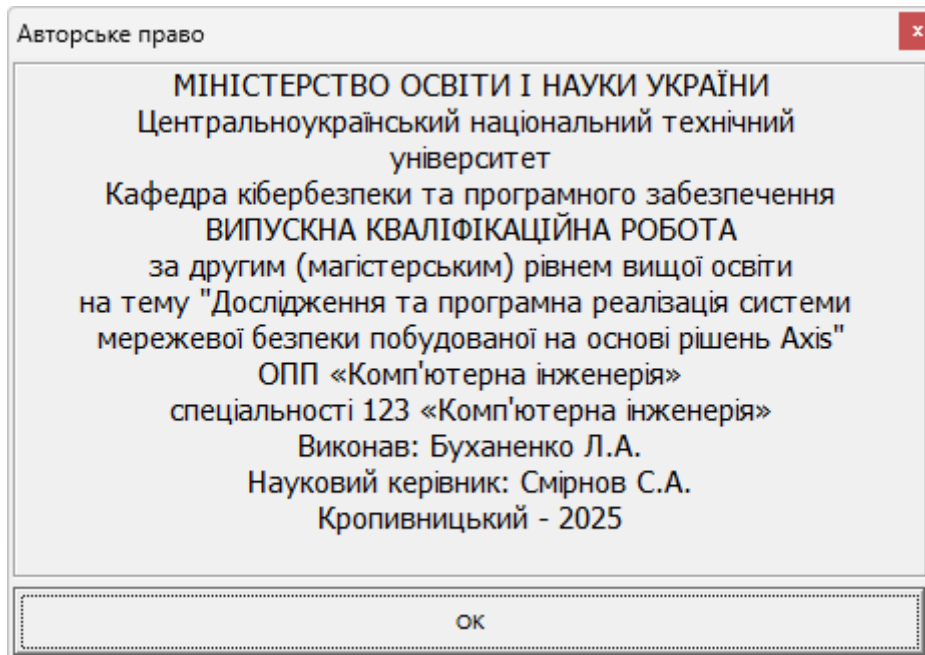 Авторське право
x
МІНІСТЕРСТВО ОСВІТИ І НАУКИ УКРАЇНИ
Центральноукраїнський національний технічний
університет
Кафедра кібербезпеки та програмного забезпечення
ВИПУСКНА КВАЛІФІКАЦІЙНА РОБОТА
за другим (магістерським) рівнем вищої освіти
на тему "Дослідження та програмна реалізація системи
мережевої безпеки побудованої на основі рішень Axis"
ОПП «Комп'ютерна інженерія»
спеціальності 123 «Комп'ютерна інженерія»
Виконав: Буханенко Л.А.
Науковий керівник: Смірнов С.А.
Кропивницький - 2025
ОК